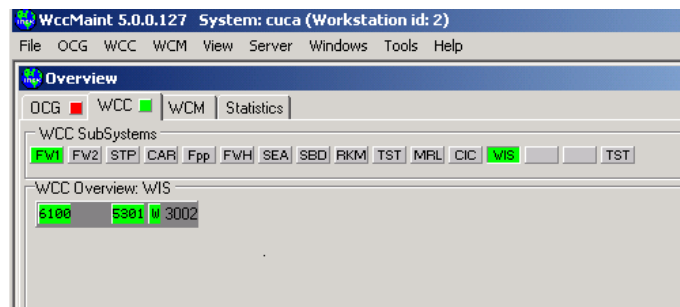 WccMaint 5.0.0.127 System: cuca (Workstation id: 2)
File OCG WCC WCM View Server Windows Tools Help
Overview
OCG WCC WCM Statistics
WCC SubSystems
FW1 FW2 STP CAR Fpp FWH SEA SBD RKM TST MRL CIC WIS TST
WCC Overview: WIS
6100 5301 W 3002